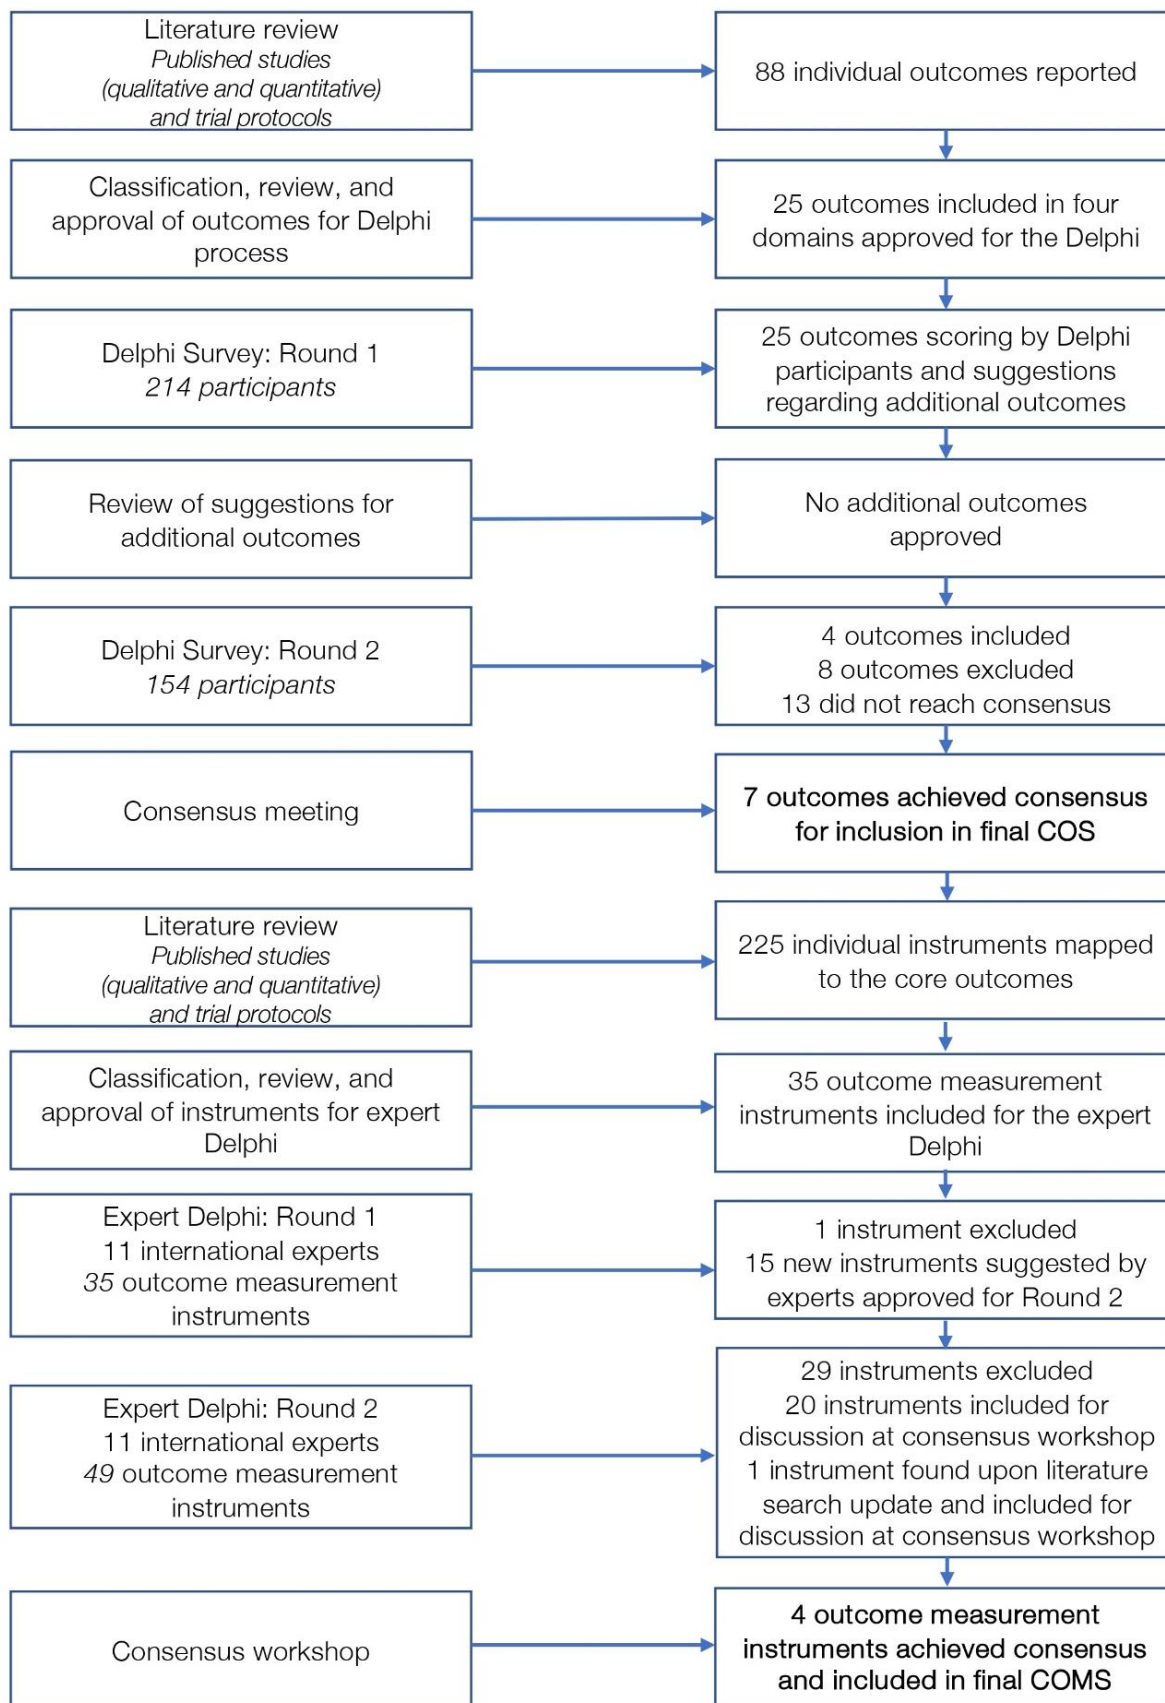 Literature review
Published studies
(qualitative and quantitative)
and trial protocols
88 individual outcomes reported
Classification, review, and
approval of outcomes for Delphi
process
25 outcomes included in four
domains approved for the Delphi
Delphi Survey: Round 1
214 participants
25 outcomes scoring by Delphi
participants and suggestions
regarding additional outcomes
Review of suggestions for
additional outcomes
No additional outcomes
approved
Delphi Survey: Round 2
154 participants
4 outcomes included
8 outcomes excluded
13 did not reach consensus
Consensus meeting
7 outcomes achieved consensus
for inclusion in final COS
Literature review
Published studies
(qualitative and quantitative)
and trial protocols
225 individual instruments mapped
to the core outcomes
Classification, review, and
approval of instruments for expert
Delphi
35 outcome measurement
instruments included for the expert
Delphi
Expert Delphi: Round 1
11 international experts
35 outcome measurement
instruments
1 instrument excluded
15 new instruments suggested by
experts approved for Round 2
Expert Delphi: Round 2
11 international experts
49 outcome measurement
instruments
29 instruments excluded
20 instruments included for
discussion at consensus workshop
1 instrument found upon literature
search update and included for
discussion at consensus workshop
Consensus workshop
4 outcome measurement
instruments achieved consensus
and included in final COMS